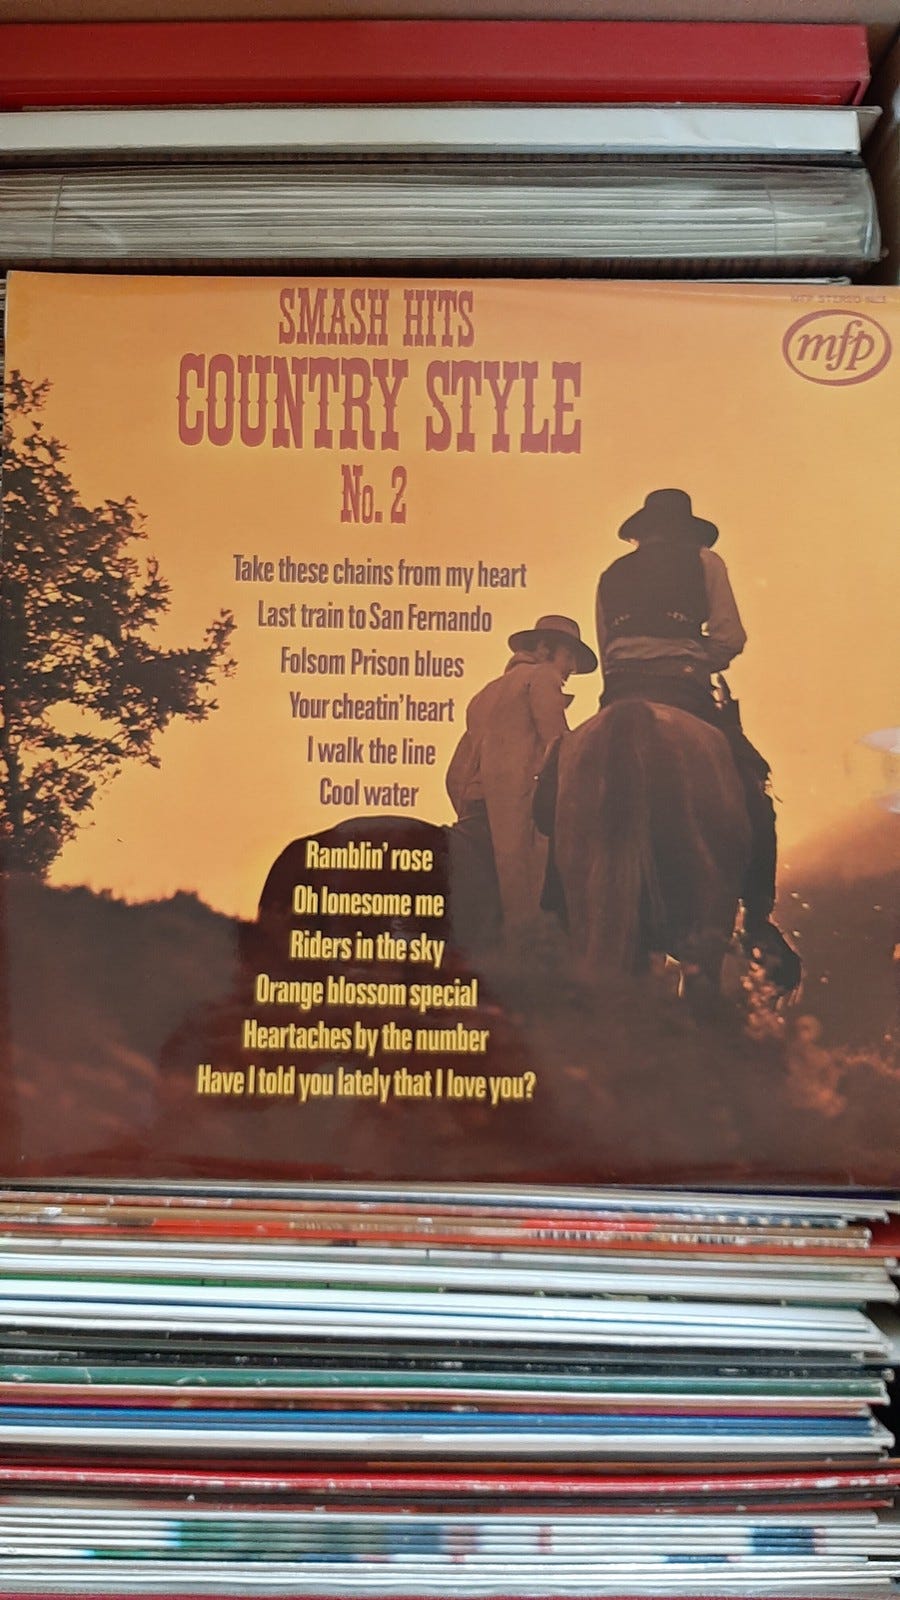 MFP STEREO
SMASH HITS
mfp
COUNTRY STYLE
No. 2
Take these chains from my heart
Last train to San Fernando
Folsom Prison blues
Your cheatin' heart
I walk the line
Cool water
Ramblin' rose
Oh lonesome me
Riders in the sky
Orange blossom special
Heartaches by the number
Have I told you lately that I love you?